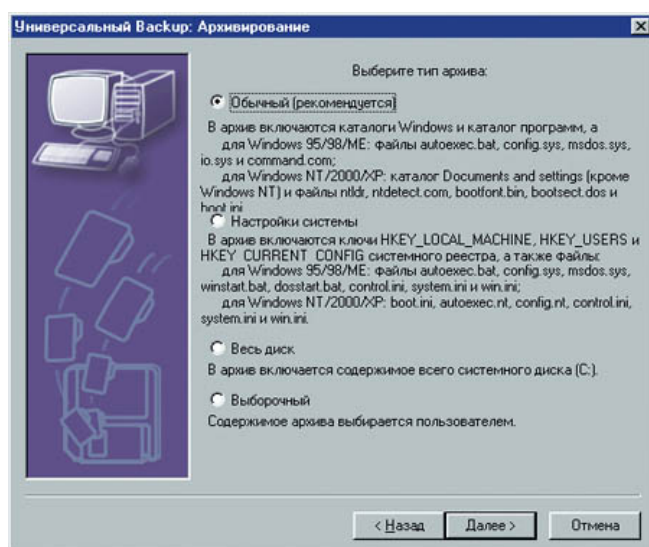 Универсальный Backup: Архивирование
Выберите тип архива:
Обычный (рекомендуется)
В архив включаются каталоги Windows и каталог программ, а
для Windows 95/98/ME: файлы autoexec.bat, config.sys, msdos.sys,
io.sys и command.com;
для Windows NT/2000/XP: каталог Documents and settings (кроме
Windows NT) и файлы ntldr, ntdetect.com, bootfont.bin, bootsect.dos и
boot.ini
Настройки системы
В архив включаются ключи HKEY_LOCAL_MACHINE, HKEY_USERS и
HKEY_CURRENT_CONFIG системного реестра, а также файлы:
для Windows 95/98/ME: файлы autoexec.bat, config.sys, msdos.sys,
winstart.bat, dosstart.bat, control.ini, system.ini и win.ini;
для Windows NT/2000/XP: boot.ini, autoexec.nt, config.nt, control.ini,
system.ini и win.ini.
Весь диск
В архив включается содержимое всего системного диска (C:).
Выборочный
Содержимое архива выбирается пользователем.
< Назад Далее > Отмена